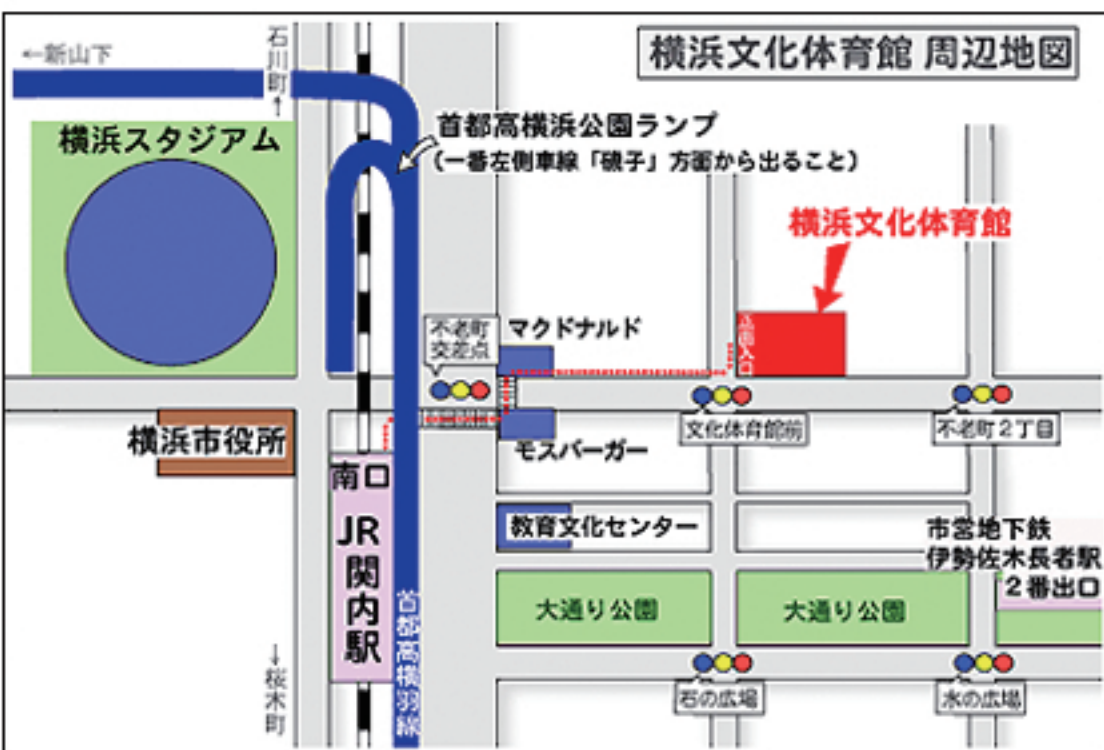 横浜文化体育館 周辺地図
←新山下
石川町↑
横浜スタジアム
首都高横浜公園ランプ
(一番左側車線「磯子」方面から出ること)
横浜文化体育館
不老町
交差点
マクドナルド
文化体育館前
不老町2丁目
横浜市役所
モスバーガー
南口
JR関内駅
首都高横羽線
教育文化センター
市営地下鉄
伊勢佐木長者駅
2番出口
大通り公園
大通り公園
↓桜木町
石の広場
水の広場